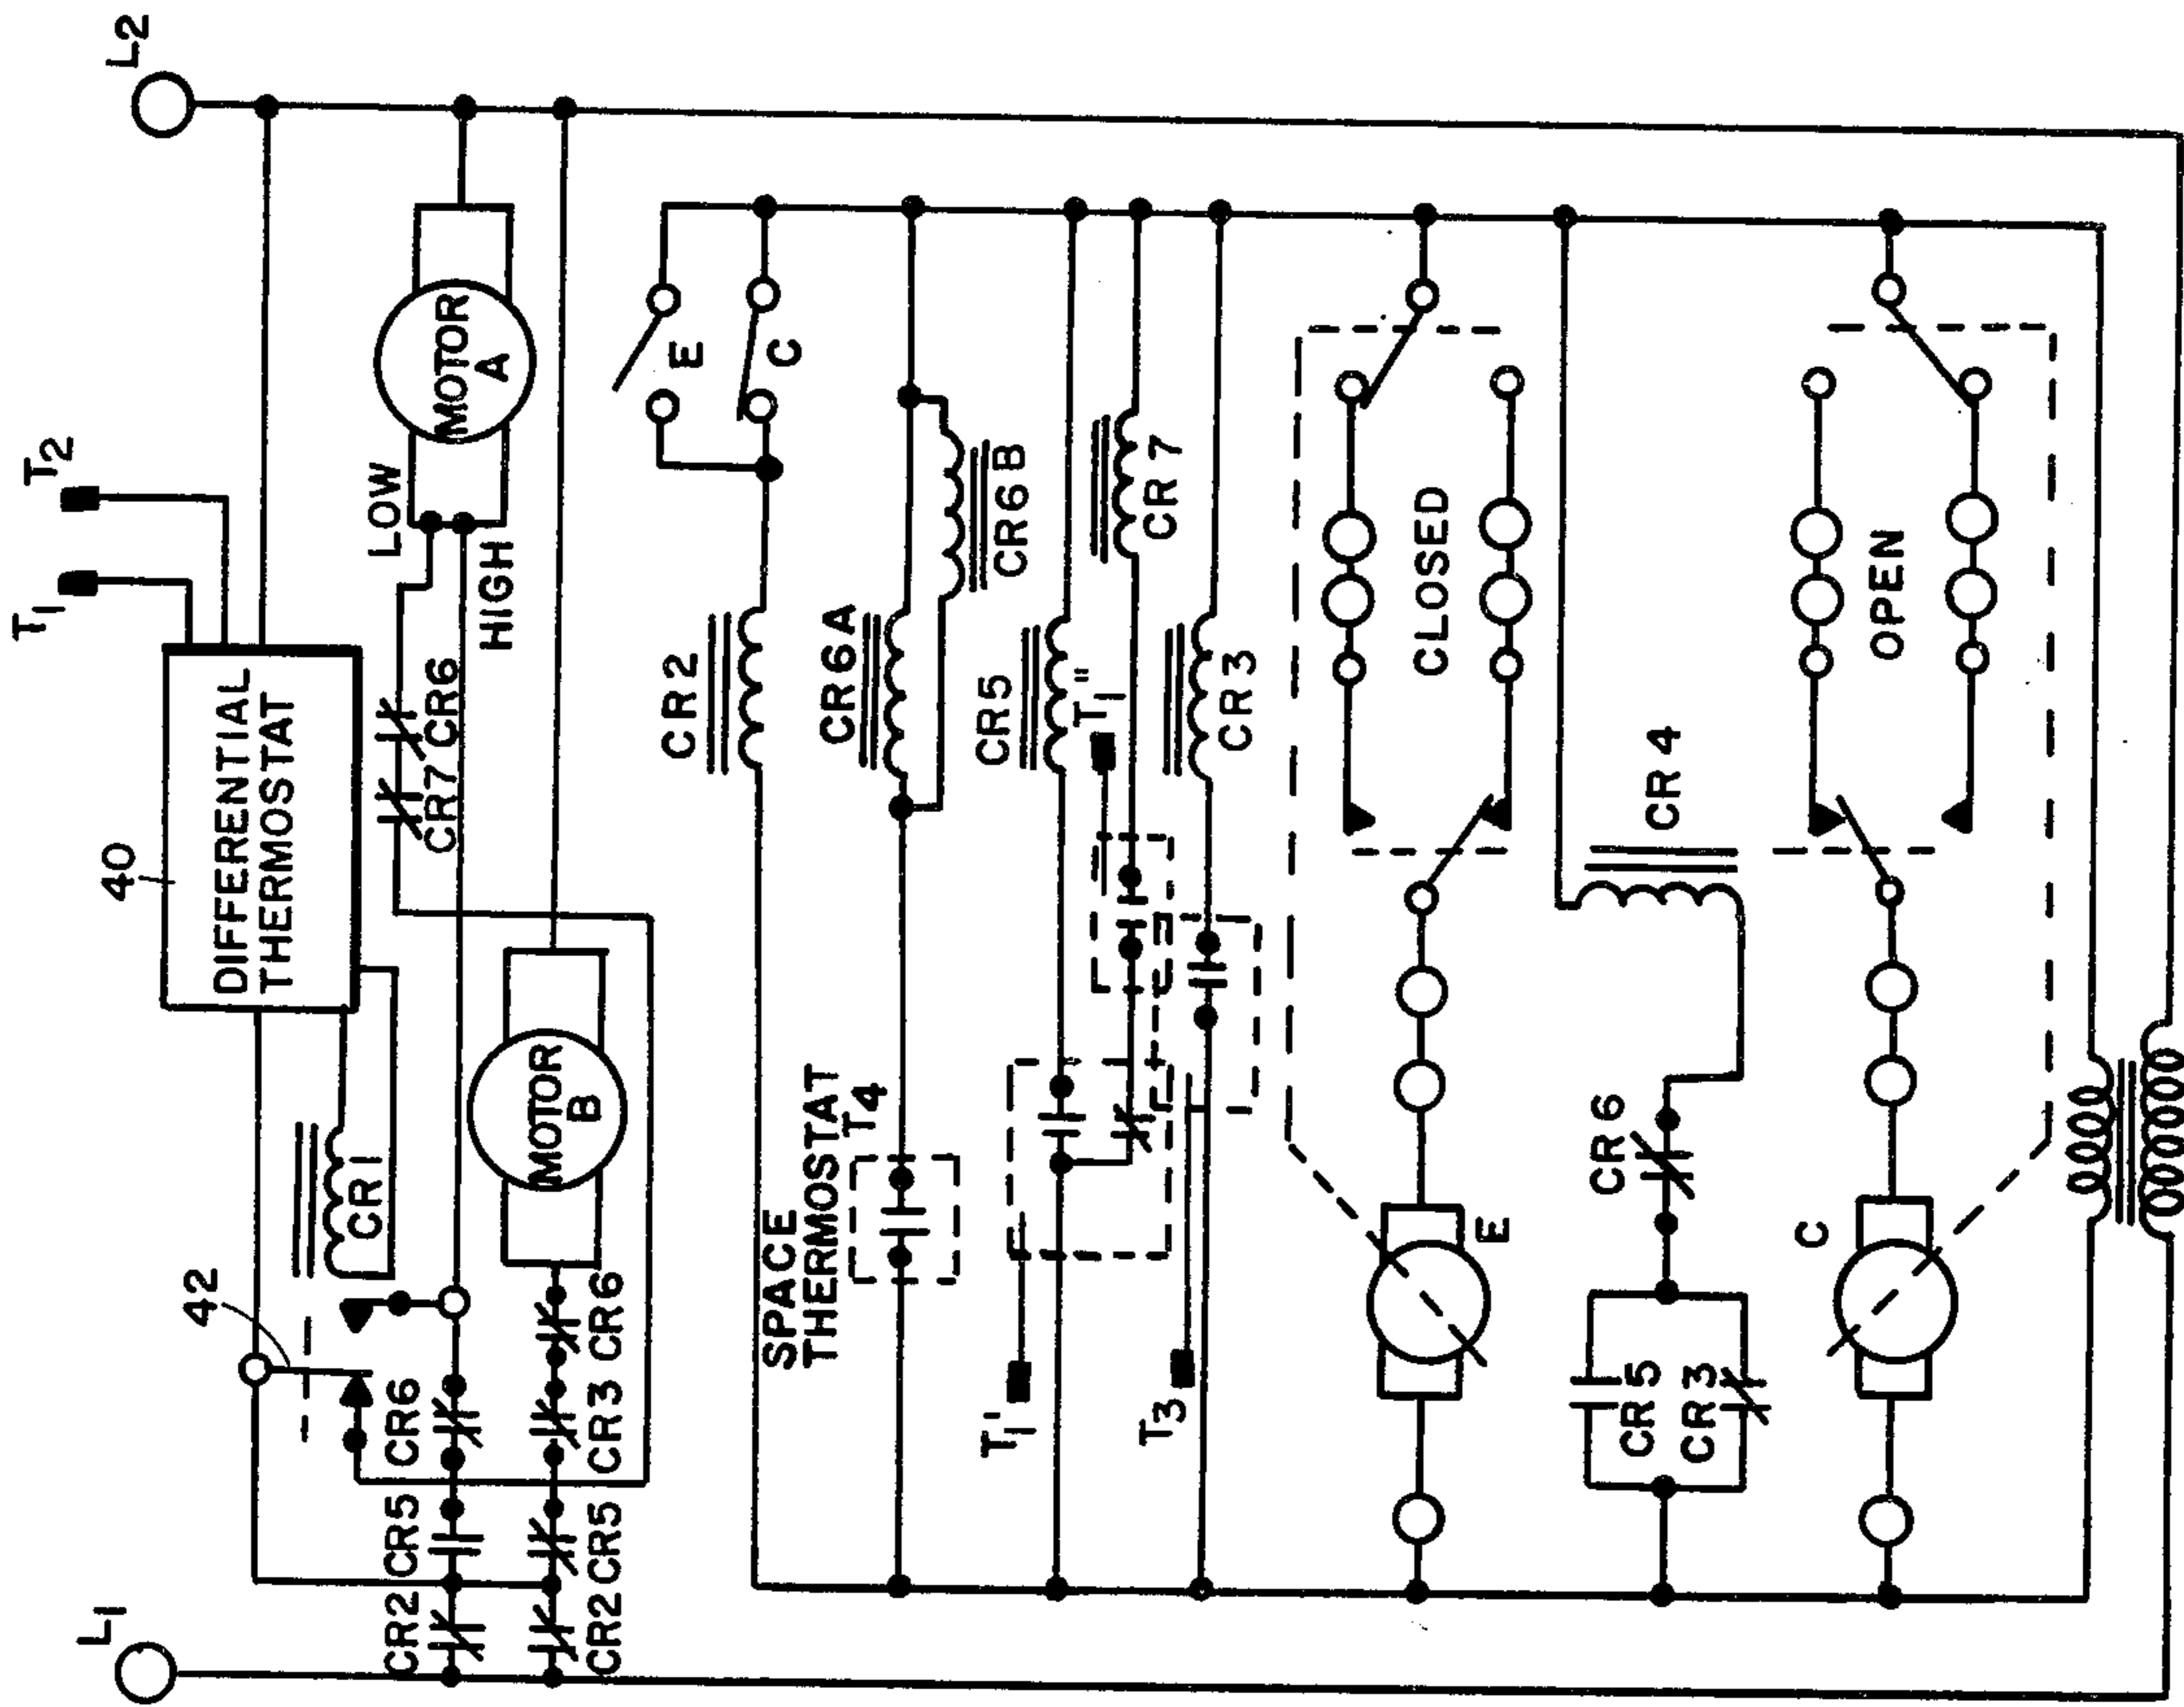 L1
L2
T1
T2
40
DIFFERENTIAL
THERMOSTAT
42
CR1
CR7 CR6
LOW
HIGH
MOTOR
A
CR2 CR5 CR6
MOTOR
B
CR2 CR5 CR3 CR6
E
C
CR2
SPACE
THERMOSTAT
T4
CR6A
CR6B
T1'
CR5
T1"
CR7
T3
CR3
E
CLOSED
CR5
CR3
CR6
CR4
C
OPEN